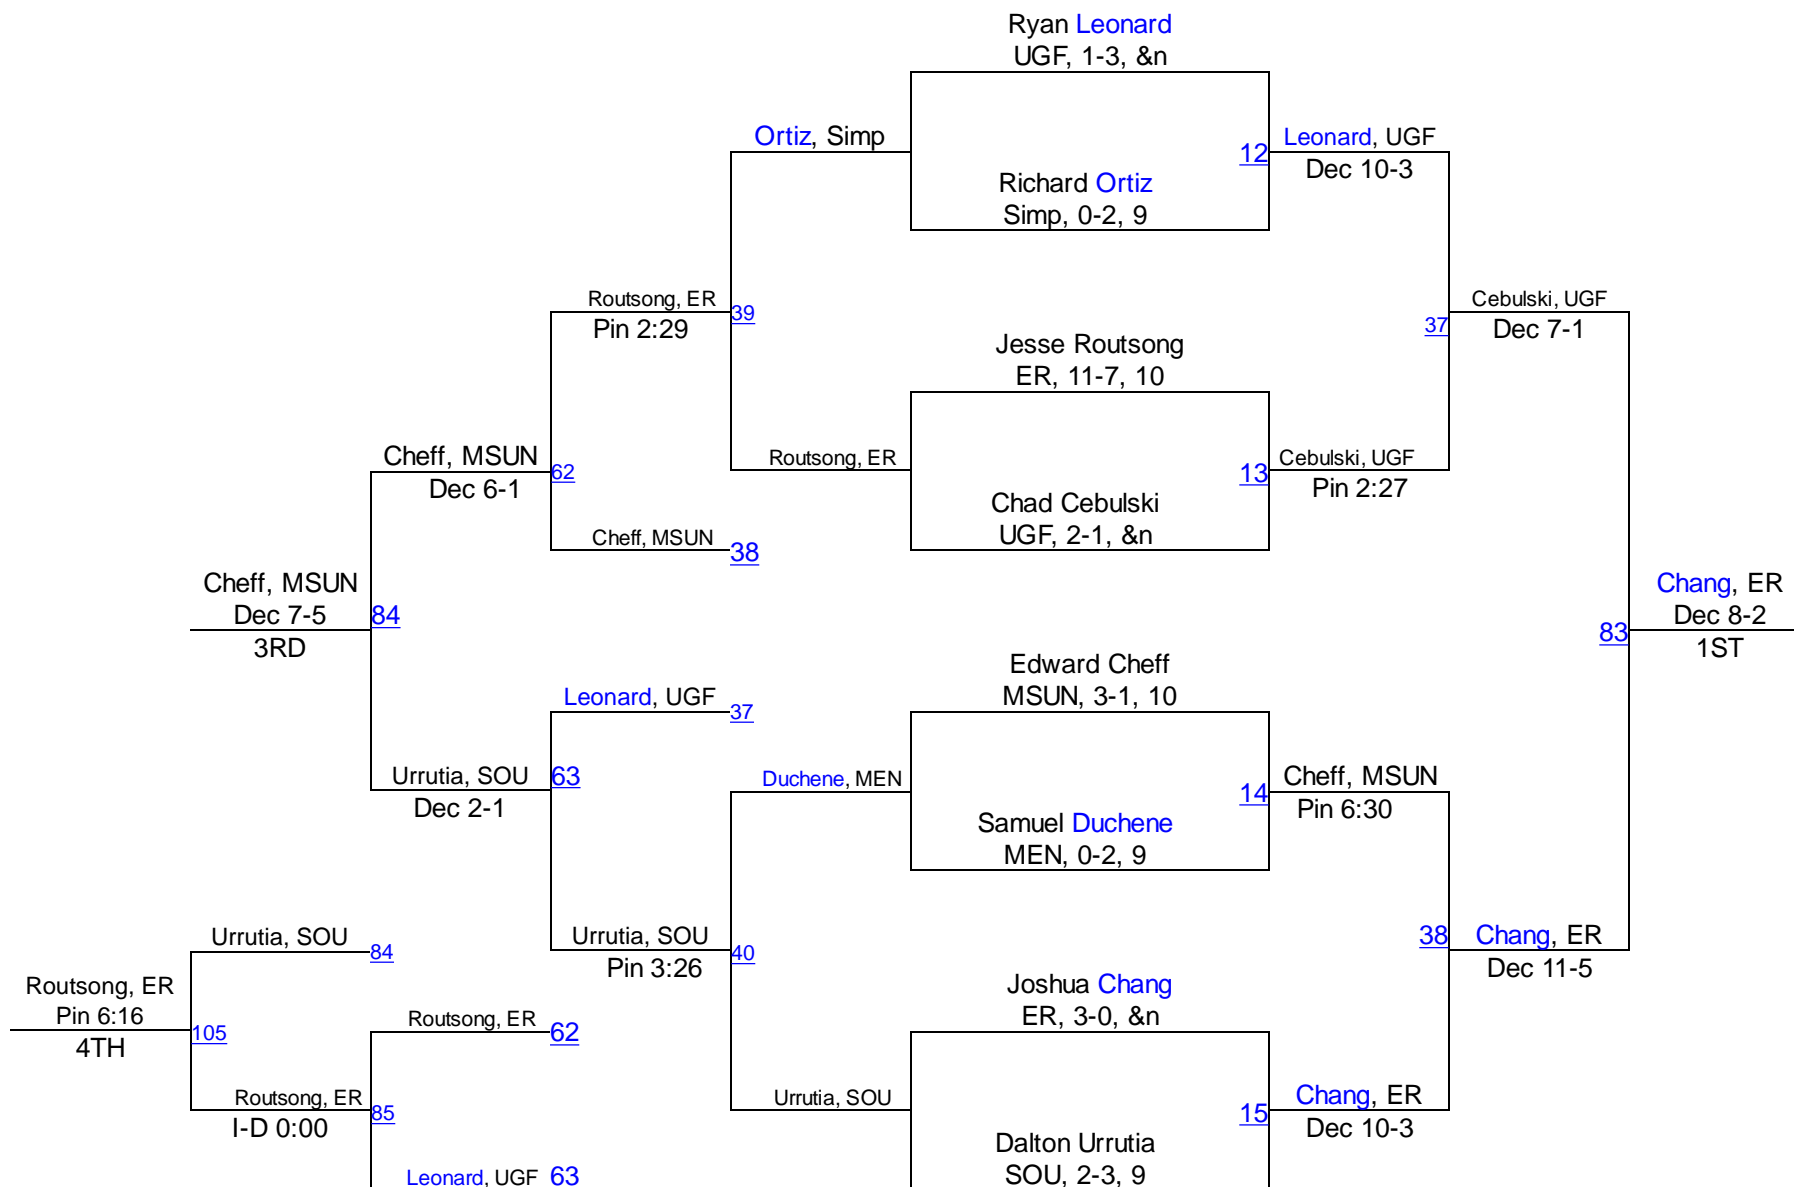 Ryan Leonard
UGF, 1-3, &n
Ortiz, Simp
12
Leonard, UGF
Dec 10-3
Richard Ortiz
Simp, 0-2, 9
Routsong, ER
39
Pin 2:29
Cebulski, UGF
37
Dec 7-1
Jesse Routsong
ER, 11-7, 10
Cheff, MSUN
62
Dec 6-1
Routsong, ER
13
Cebulski, UGF
Pin 2:27
Chad Cebulski
UGF, 2-1, &n
Cheff, MSUN
38
Cheff, MSUN
Dec 7-5
84
3RD
Chang, ER
Dec 8-2
83
1ST
Edward Cheff
MSUN, 3-1, 10
Leonard, UGF
37
Urrutia, SOU
63
Dec 2-1
Duchene, MEN
14
Cheff, MSUN
Pin 6:30
Samuel Duchene
MEN, 0-2, 9
Urrutia, SOU
84
Urrutia, SOU
40
Pin 3:26
38
Chang, ER
Dec 11-5
Routsong, ER
Pin 6:16
105
4TH
Joshua Chang
ER, 3-0, &n
Routsong, ER
62
Routsong, ER
85
I-D 0:00
Urrutia, SOU
15
Chang, ER
Dec 10-3
Dalton Urrutia
SOU, 2-3, 9
Leonard, UGF
63